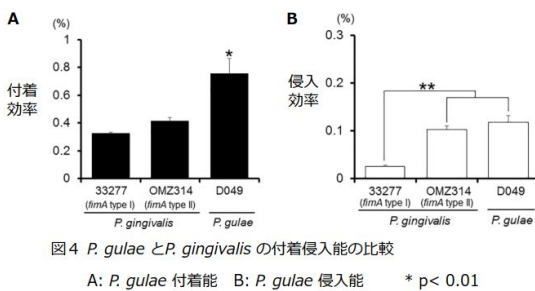 A
(%)
付着
効率
1
0.8
0.6
0.4
0.2
0
*
33277
(fimA type I)
OMZ314
(fimA type II)
D049
P. gingivalis
P. gulae
B
(%)
侵入
効率
0.3
0.2
0.1
0
**
33277
(fimA type I)
OMZ314
(fimA type II)
D049
P. gingivalis
P. gulae
図4 P. gulae とP. gingivalis の付着侵入能の比較
A: P. gulae 付着能 B: P. gulae 侵入能 * p< 0.01